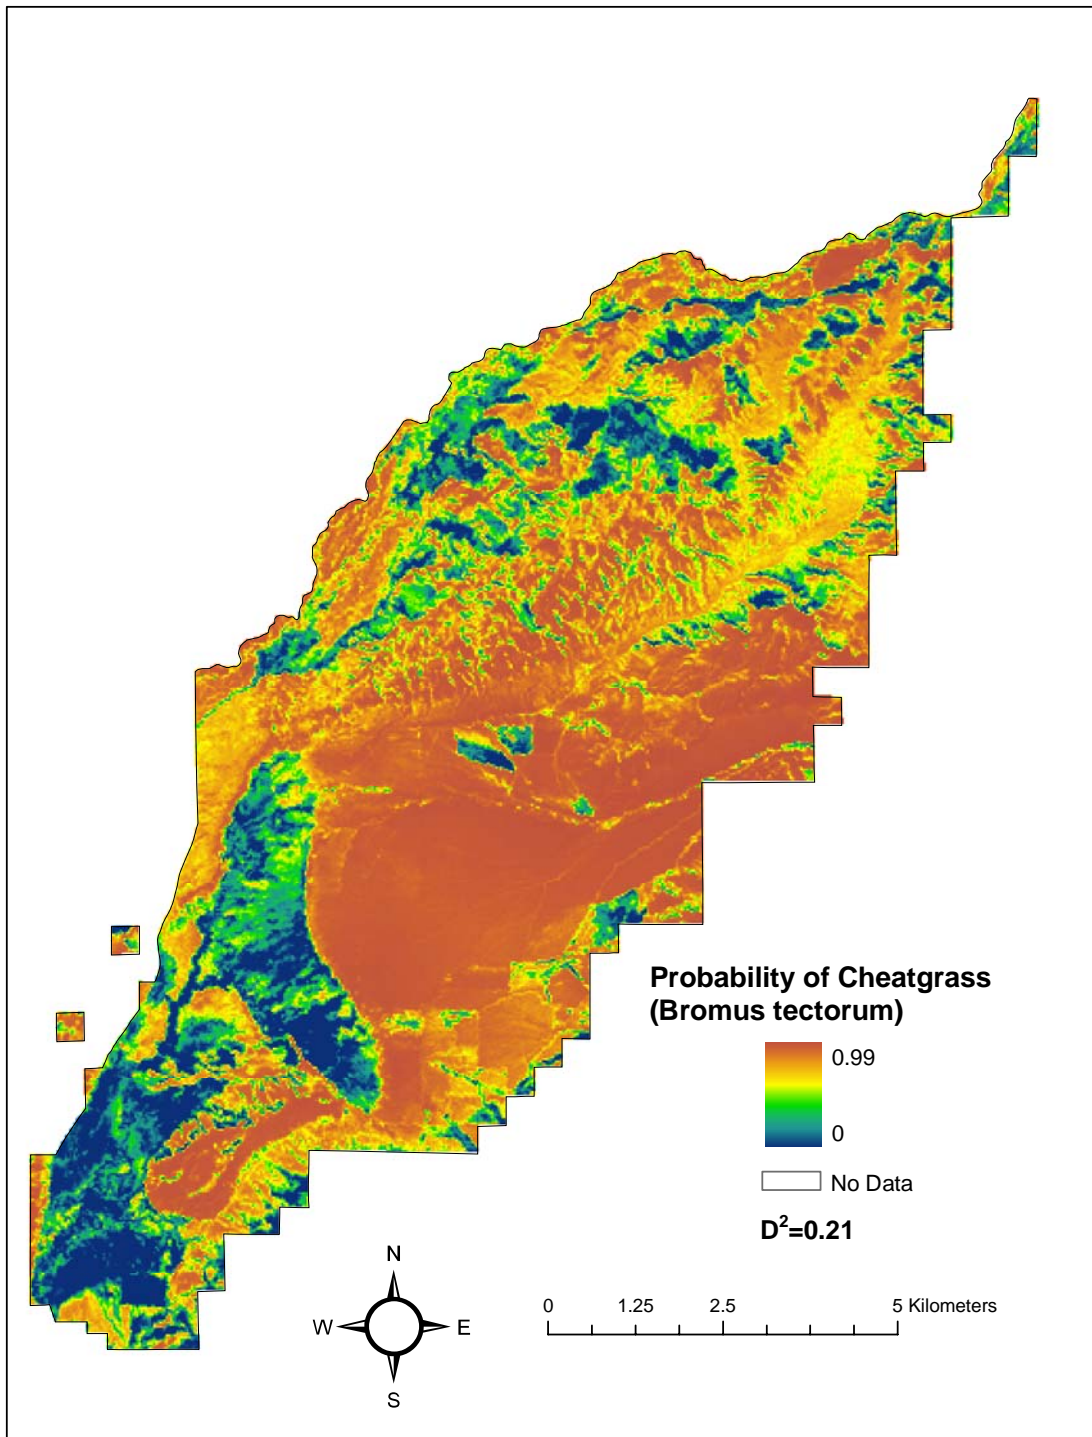 Probability of Cheatgrass
(Bromus tectorum)
0.99
0
No Data
D²=0.21
N
W E
S
0 1.25 2.5 5 Kilometers